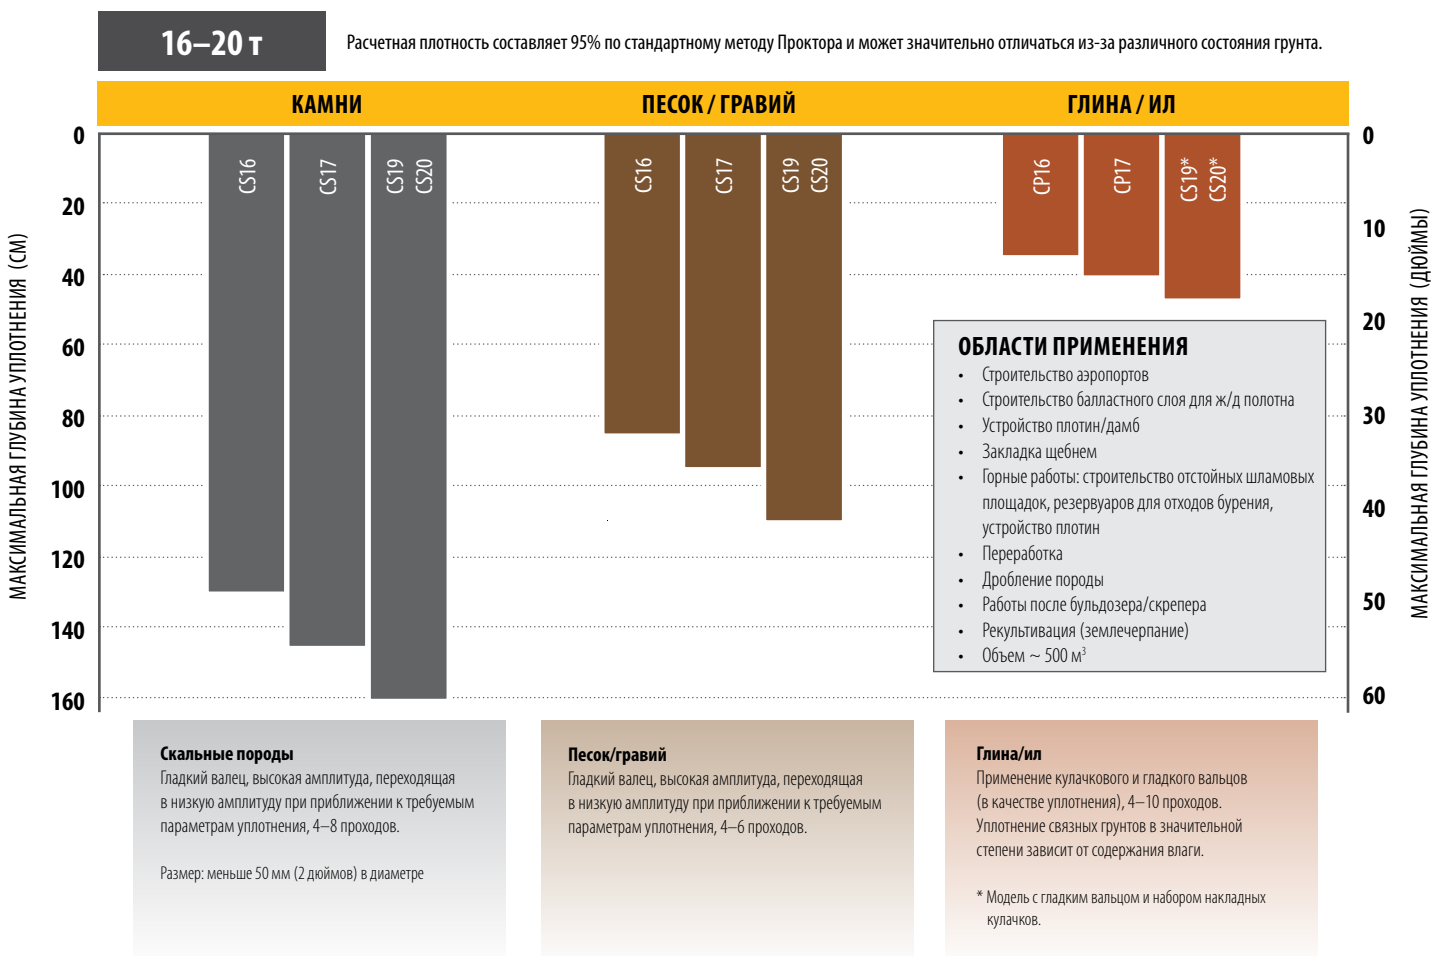 16–20 т
Расчетная плотность составляет 95% по стандартному методу Проктора и может значительно отличаться из-за различного состояния грунта.
КАМНИ
ПЕСОК / ГРАВИЙ
ГЛИНА / ИЛ
МАКСИМАЛЬНАЯ ГЛУБИНА УПЛОТНЕНИЯ (СМ)
0
20
40
60
80
100
120
140
160
CS16
CS17
CS19
CS20
CS16
CS17
CS19
CS20
CP16
CP17
CS19*
CS20*
0
10
20
30
40
50
60
МАКСИМАЛЬНАЯ ГЛУБИНА УПЛОТНЕНИЯ (ДЮЙМЫ)
ОБЛАСТИ ПРИМЕНЕНИЯ
• Строительство аэропортов
• Строительство балластного слоя для ж/д полотна
• Устройство плотин/дамб
• Закладка щебнем
• Горные работы: строительство отстойных шламовых
площадок, резервуаров для отходов бурения,
устройство плотин
• Переработка
• Дробление породы
• Работы после бульдозера/скрепера
• Рекультивация (землечерпание)
• Объем ~ 500 м³
Скальные породы
Гладкий валец, высокая амплитуда, переходящая
в низкую амплитуду при приближении к требуемым
параметрам уплотнения, 4–8 проходов.
Размер: меньше 50 мм (2 дюймов) в диаметре
Песок/гравий
Гладкий валец, высокая амплитуда, переходящая
в низкую амплитуду при приближении к требуемым
параметрам уплотнения, 4–6 проходов.
Глина/ил
Применение кулачкового и гладкого вальцов
(в качестве уплотнения), 4–10 проходов.
Уплотнение связных грунтов в значительной
степени зависит от содержания влаги.
* Модель с гладким вальцом и набором накладных
кулачков.